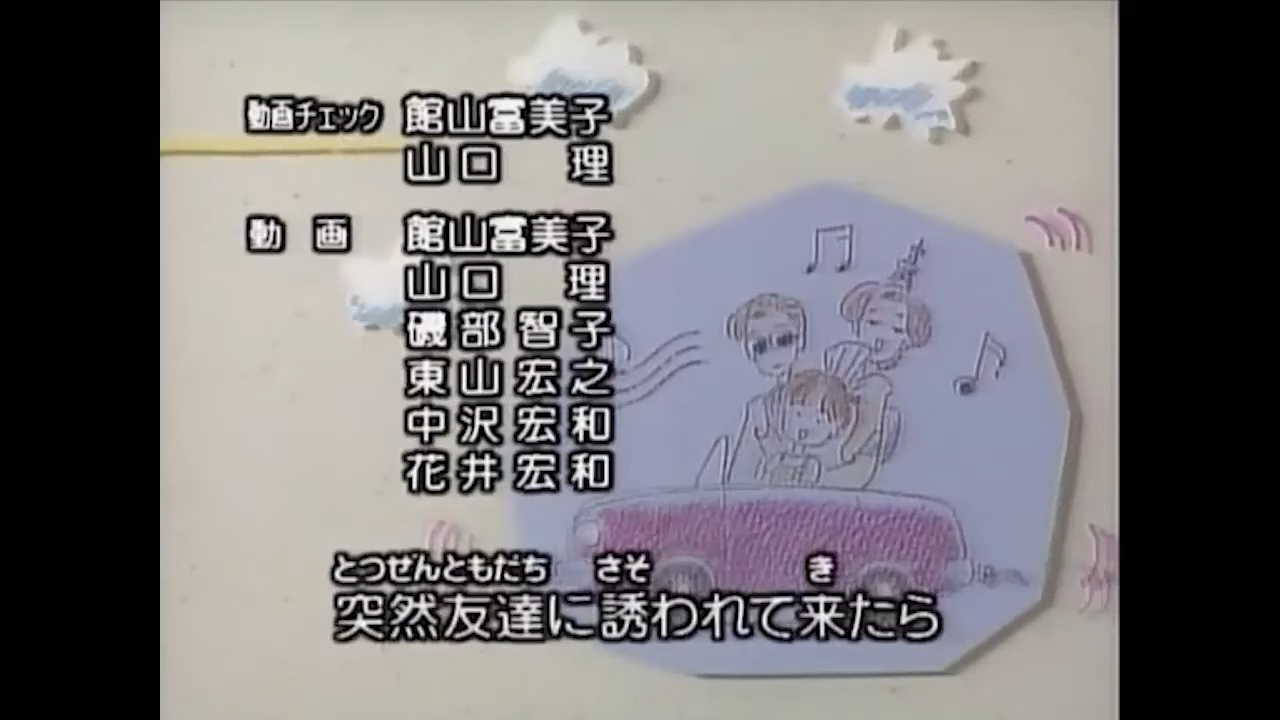 動画チェック 館山富美子
山口 理
動 画 館山富美子
山口 理
磯部智子
東山宏之
中沢宏和
花井宏和
とつぜんともだち さそ き
突然友達に誘われて来たら